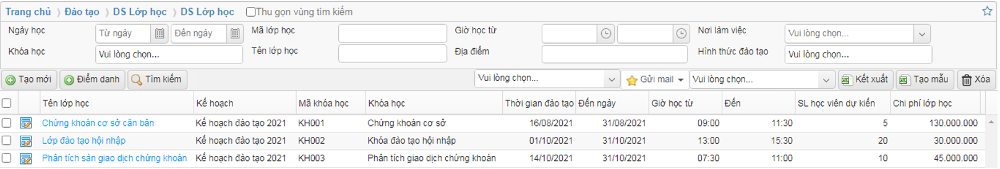 Trang chủ ⟩ Đào tạo ⟩ DS Lớp học ⟩ DS Lớp học Thu gọn vùng tìm kiếm
Ngày học Từ ngày Đến ngày Mã lớp học Giờ học từ Nơi làm việc Vui lòng chọn...
Khóa học Vui lòng chọn... Tên lớp học Địa điểm Hình thức đào tạo Vui lòng chọn...
Tạo mới Điểm danh Tìm kiếm Vui lòng chọn... Gửi mail Vui lòng chọn... Kết xuất Tạo mẫu Xóa
Tên lớp học Kế hoạch Mã khóa học Khóa học Thời gian đào tạo Đến ngày Giờ học từ Đến SL học viên dự kiến Chi phí lớp học
Chứng khoán cơ sở căn bản Kế hoạch đào tạo 2021 KH001 Chứng khoán cơ sở 16/08/2021 31/08/2021 09:00 11:30 5 130.000.000
Lớp đào tạo hội nhập Kế hoạch đào tạo 2021 KH002 Khóa đào tạo hội nhập 01/10/2021 31/10/2021 13:00 15:30 20 30.000.000
Phân tích sàn giao dịch chứng khoán Kế hoạch đào tạo 2021 KH003 Phân tích giao dịch chứng khoán 14/10/2021 31/10/2021 07:30 11:00 10 45.000.000